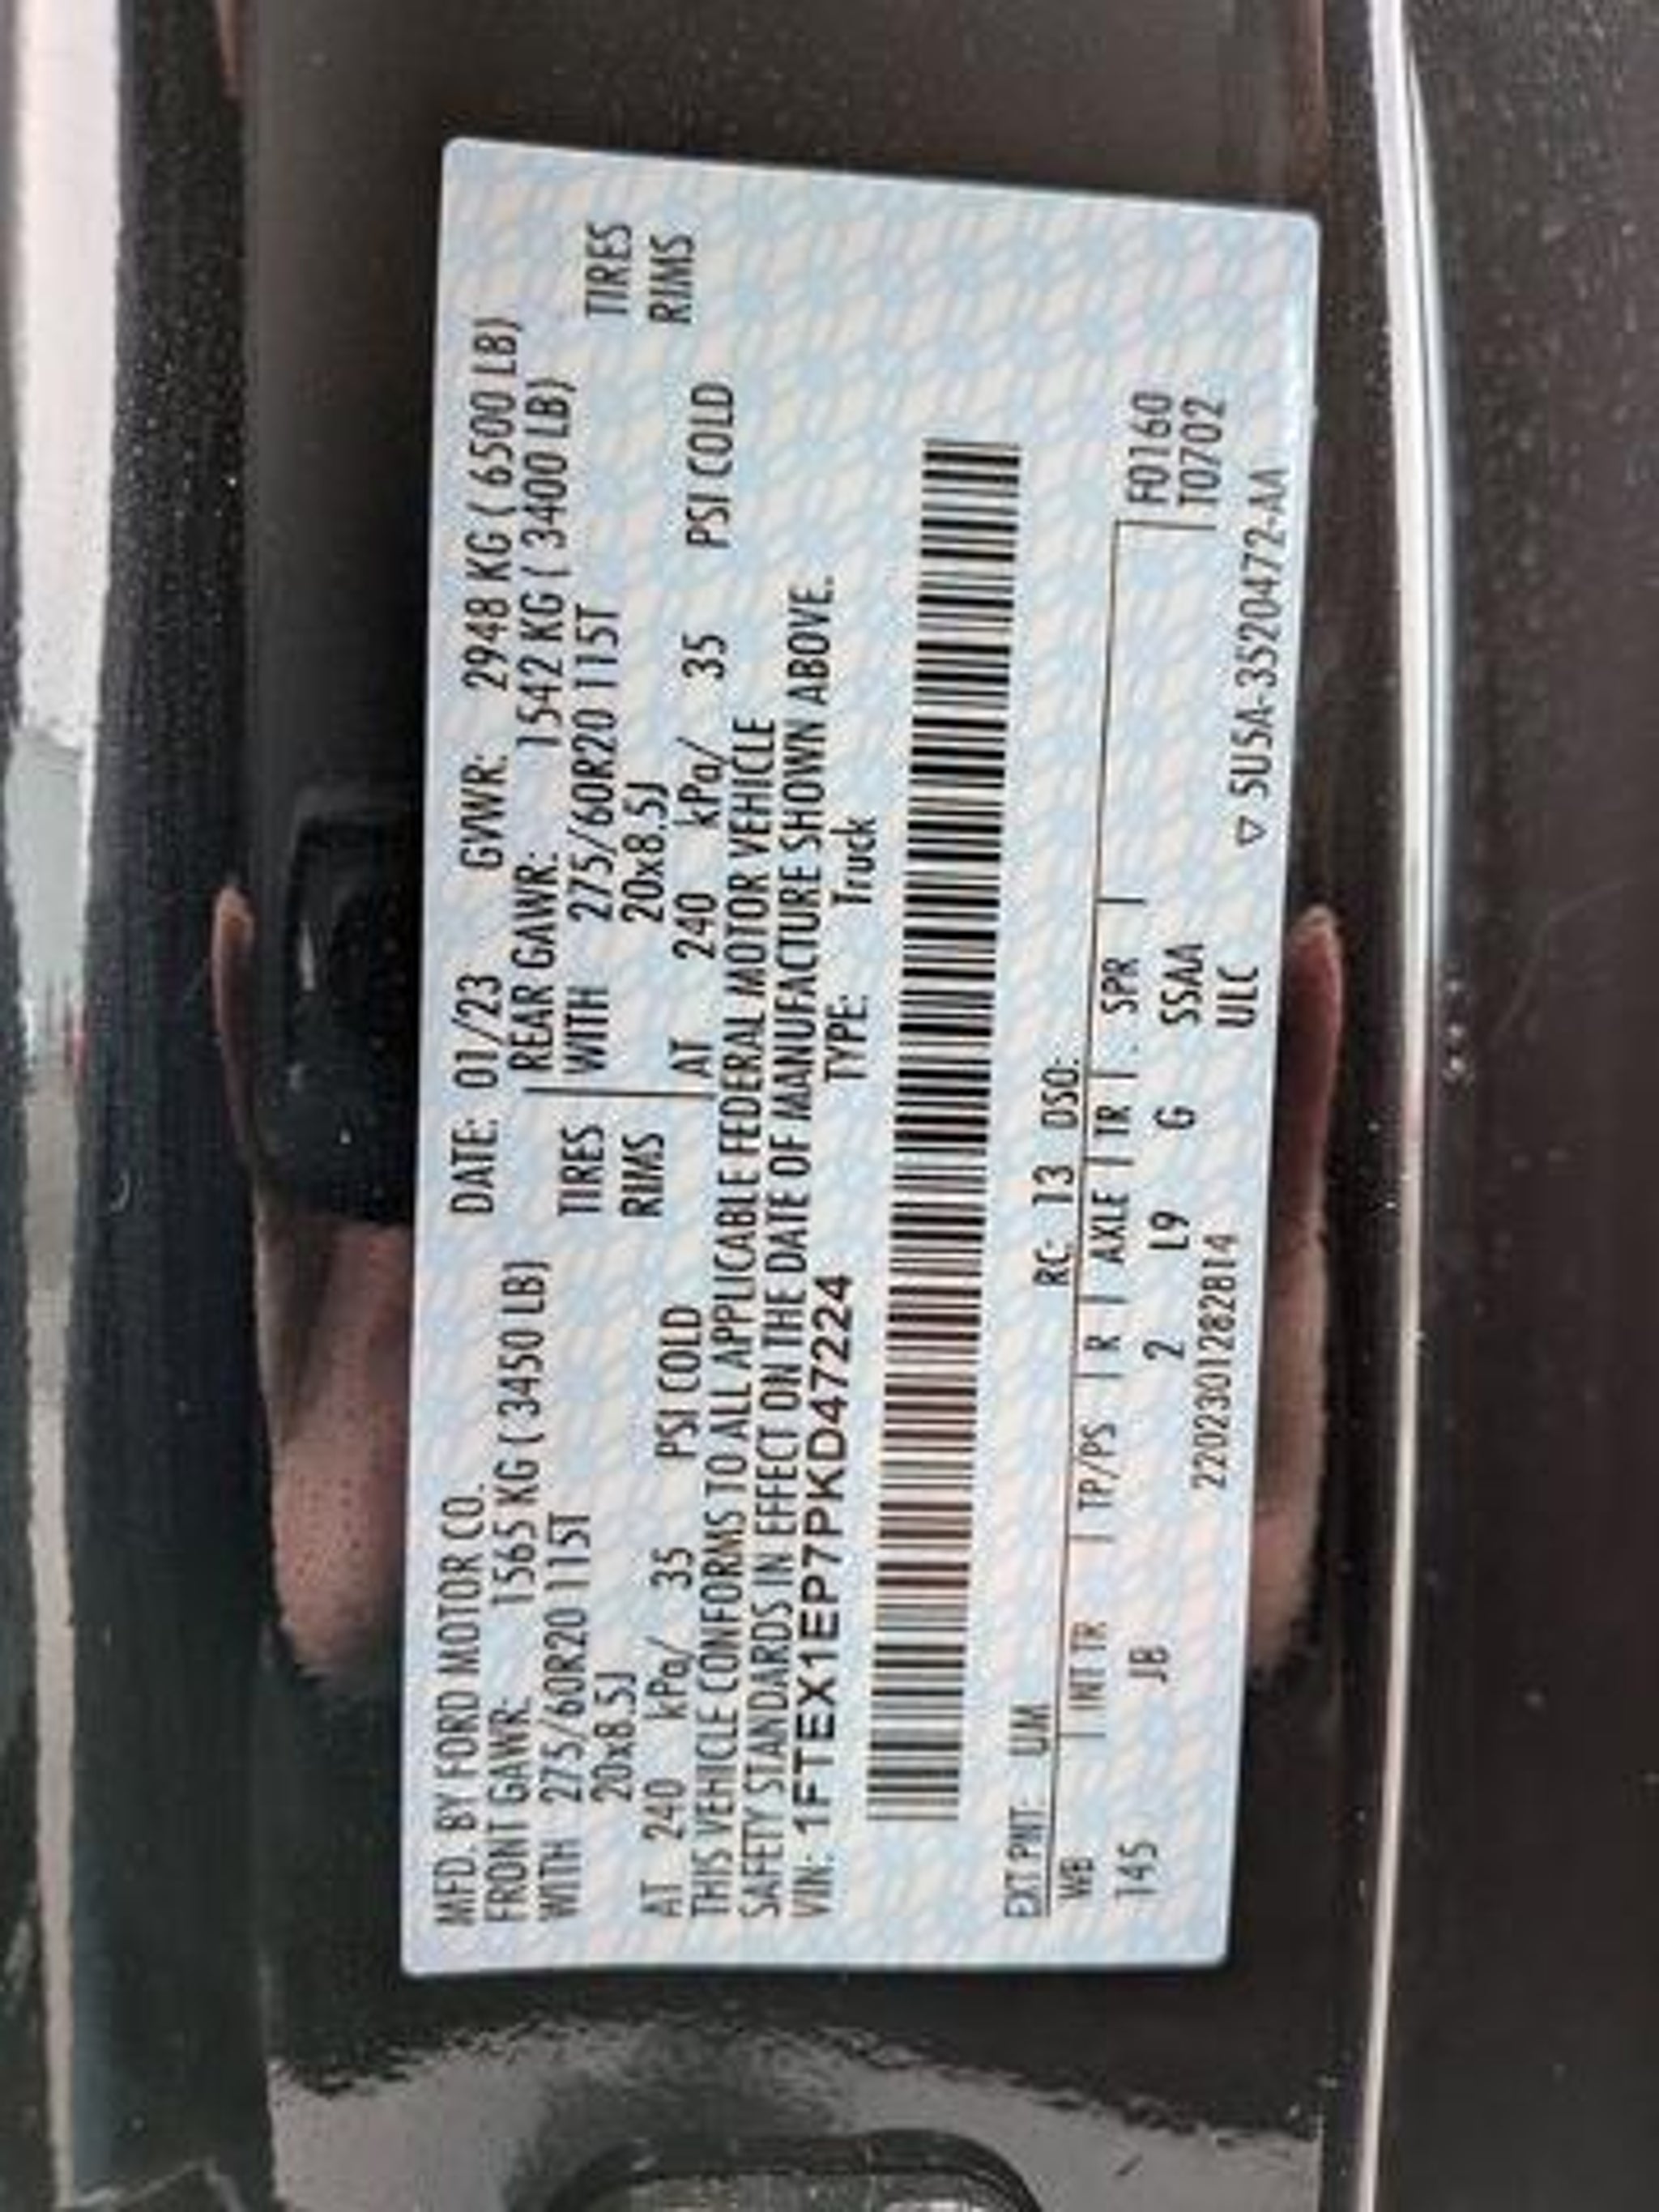 MFD. BY FORD MOTOR CO. DATE: 01/23 GVWR: 2948 KG ( 6500 LB)
FRONT GAWR: 1565 KG ( 3450 LB) REAR GAWR: 1542 KG ( 3400 LB)
WITH 275/60R20 115T TIRES WITH 275/60R20 115T TIRES
20x8.5J RIMS 20x8.5J RIMS
AT 240 kPa/ 35 PSI COLD AT 240 kPa/ 35 PSI COLD
THIS VEHICLE CONFORMS TO ALL APPLICABLE FEDERAL MOTOR VEHICLE
SAFETY STANDARDS IN EFFECT ON THE DATE OF MANUFACTURE SHOWN ABOVE.
VIN: 1FTEX1EP7PKD47224 TYPE: Truck
EXT PNT: UM RC: 13 DSO:
WB | INT TR | TP/PS | R | AXLE | TR | SPR | F0160
145 JB 2 L9 G SSAA T0702
2202301282814 ULC ▽ 5U5A-3520472-AA